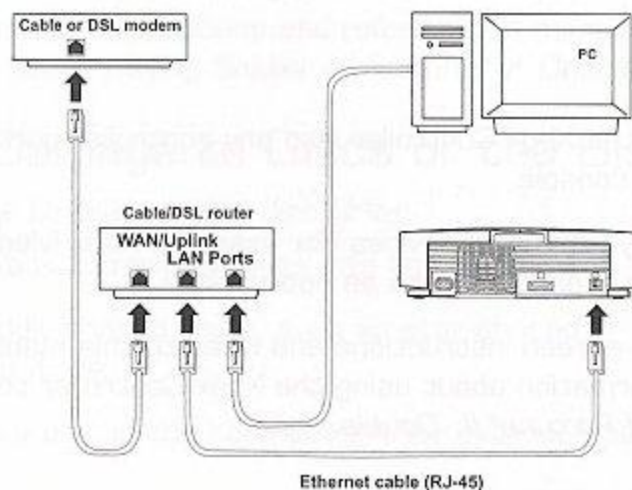 Cable or DSL modem
PC
Cable/DSL router
WAN/Uplink
LAN Ports
Ethernet cable (RJ-45)